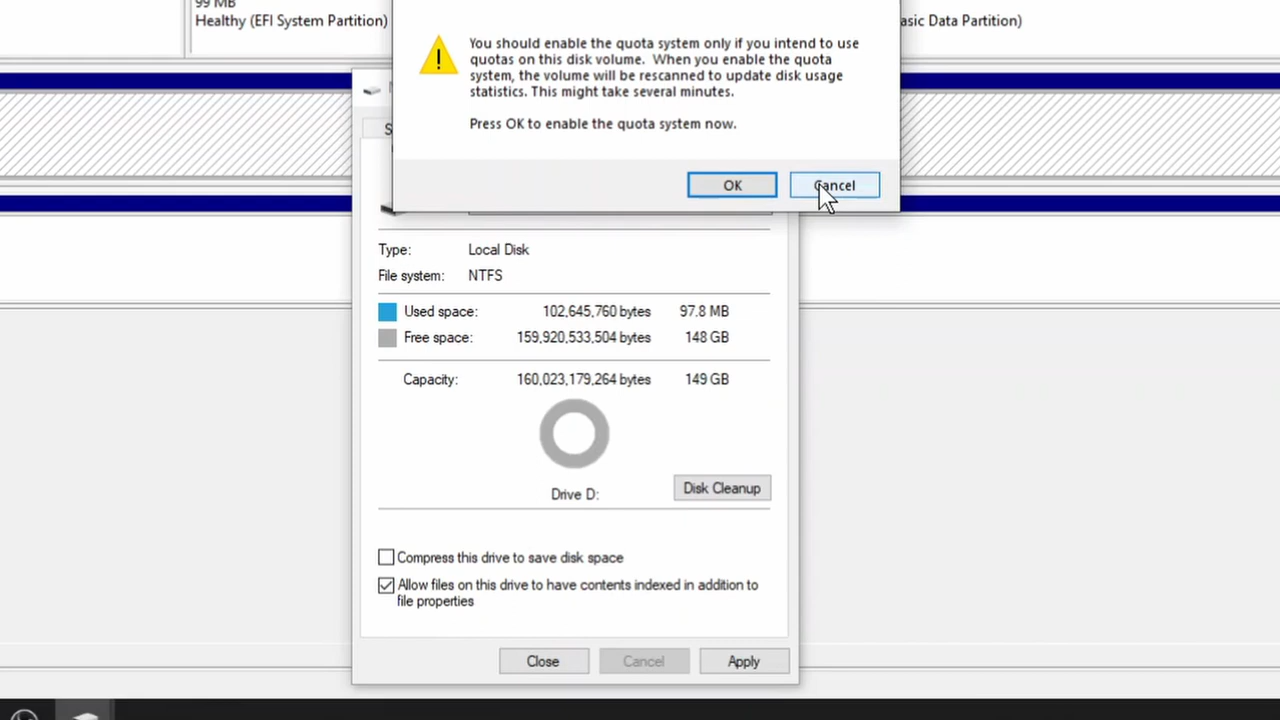 99 MB
Healthy (EFI System Partition)
asic Data Partition)
You should enable the quota system only if you intend to use
quotas on this disk volume. When you enable the quota
system, the volume will be rescanned to update disk usage
statistics. This might take several minutes.
Press OK to enable the quota system now.
OK
Cancel
Type: Local Disk
File system: NTFS
Used space: 102,645,760 bytes 97.8 MB
Free space: 159,920,533,504 bytes 148 GB
Capacity: 160,023,179,264 bytes 149 GB
Drive D:
Disk Cleanup
Compress this drive to save disk space
Allow files on this drive to have contents indexed in addition to
file properties
Close
Cancel
Apply